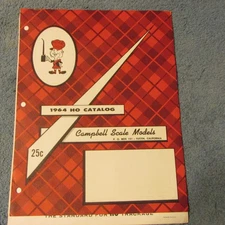 1964 HO CATALOG
Campbell Scale Models
25c
THE STANDARD FOR HO TRACKAGE